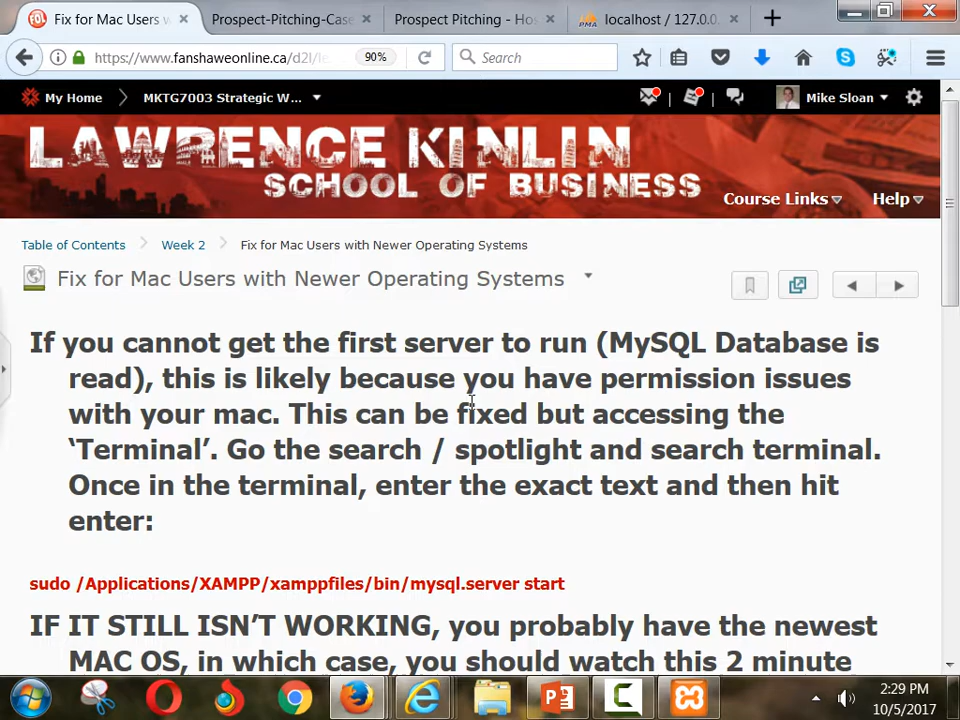 Fix for Mac Users w
Prospect-Pitching-Case
Prospect Pitching - Ho
localhost / 127.0.0.
https://www.fanshaweonline.ca/d2l/le
90%
Search
My Home
MKTG7003 Strategic W...
Mike Sloan
LAWRENCE KINLIN
SCHOOL OF BUSINESS
Course Links
Help
Table of Contents
Week 2
Fix for Mac Users with Newer Operating Systems
Fix for Mac Users with Newer Operating Systems
If you cannot get the first server to run (MySQL Database is
read), this is likely because you have permission issues
with your mac. This can be fixed but accessing the
‘Terminal’. Go the search / spotlight and search terminal.
Once in the terminal, enter the exact text and then hit
enter:
sudo /Applications/XAMPP/xamppfiles/bin/mysql.server start
IF IT STILL ISN’T WORKING, you probably have the newest
MAC OS, in which case, you should watch this 2 minute
2:29 PM
10/5/2017